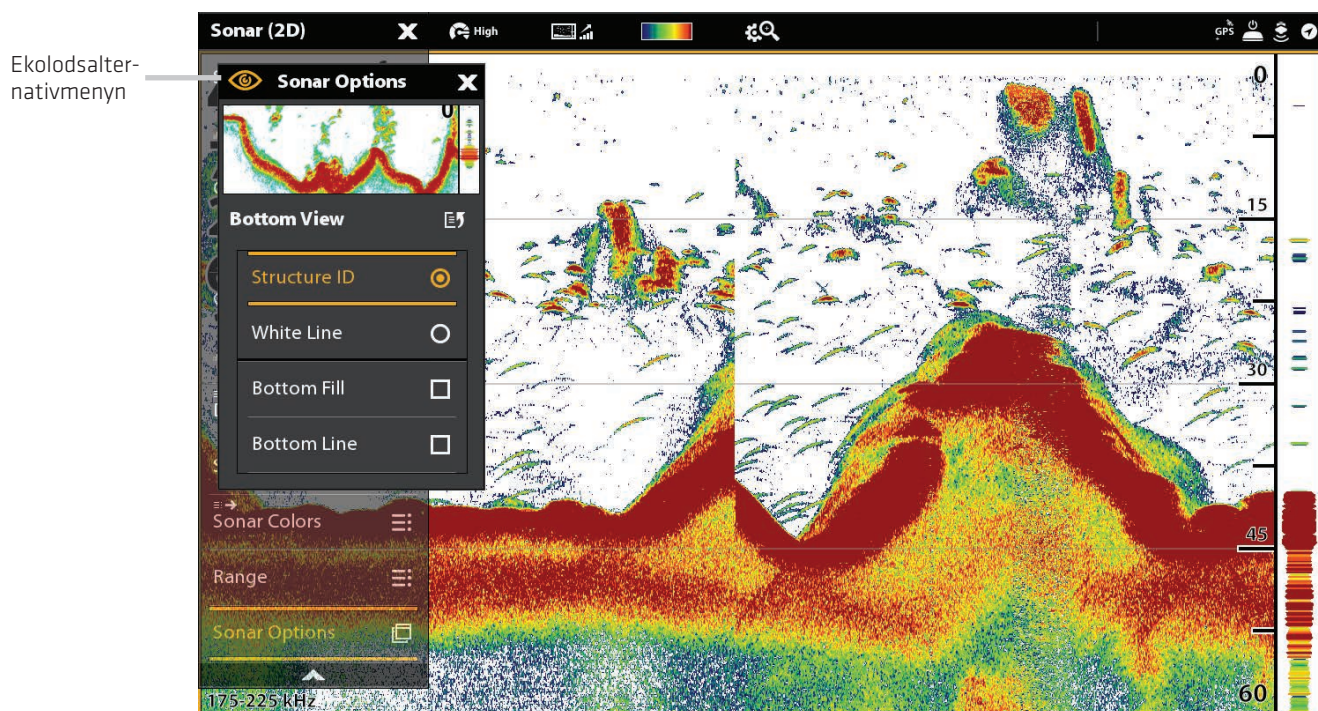 Sonar (2D)
High
GPS
Ekolodsalter-
nativmenyn
Sonar Options
0
Bottom View
Structure ID
White Line
Bottom Fill
Bottom Line
Sonar Colors
Range
Sonar Options
175-225 kHz
0
15
30
45
60